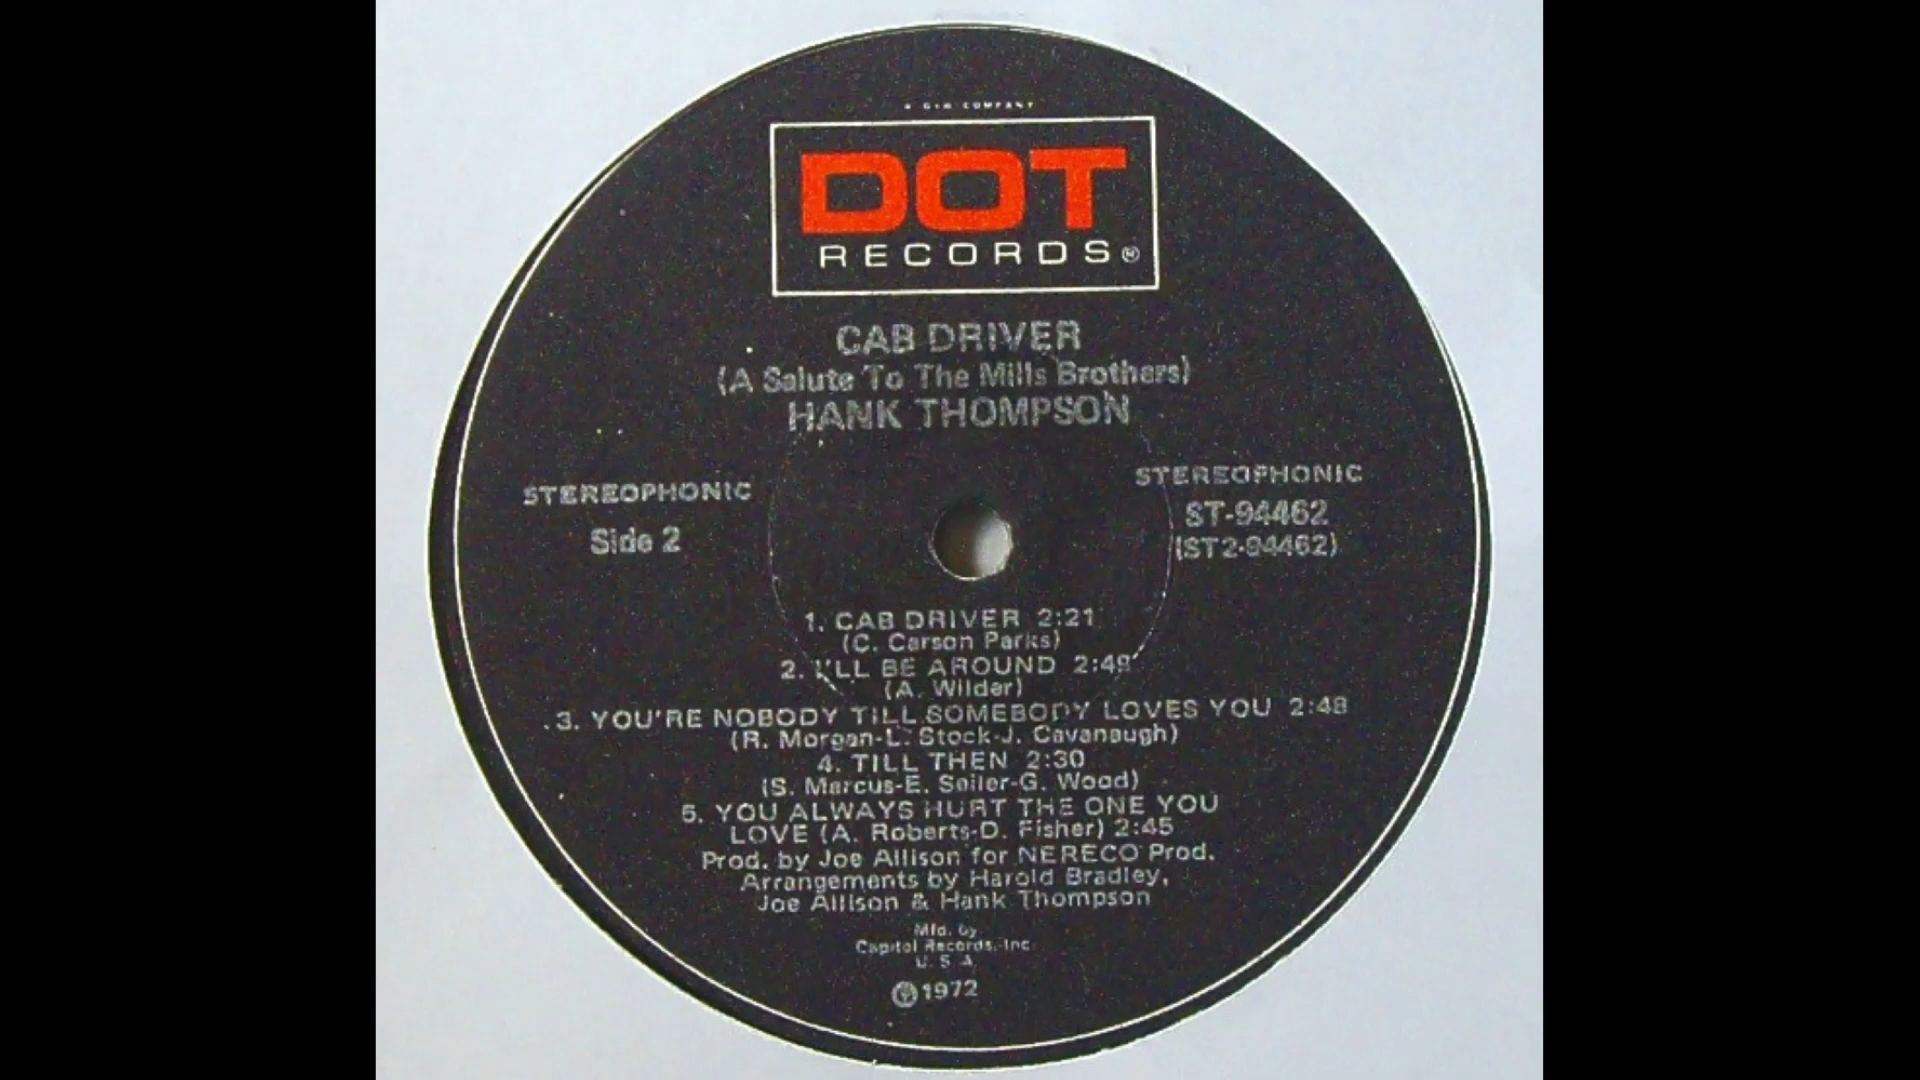 A G+W COMPANY
DOT
RECORDS®
CAB DRIVER
(A Salute To The Mills Brothers)
HANK THOMPSON
STEREOPHONIC
Side 2
STEREOPHONIC
ST-94462
(ST2-94462)
1. CAB DRIVER 2:21
(C. Carson Parks)
2. I'LL BE AROUND 2:49
(A. Wilder)
3. YOU'RE NOBODY TILL SOMEBODY LOVES YOU 2:48
(R. Morgan-L. Stock-J. Cavanaugh)
4. TILL THEN 2:30
(S. Marcus-E. Seiler-G. Wood)
5. YOU ALWAYS HURT THE ONE YOU
LOVE (A. Roberts-D. Fisher) 2:45
Prod. by Joe Allison for NERECO Prod.
Arrangements by Harold Bradley,
Joe Allison & Hank Thompson
Mfd. by
Capitol Records, Inc.
U. S. A.
℗1972